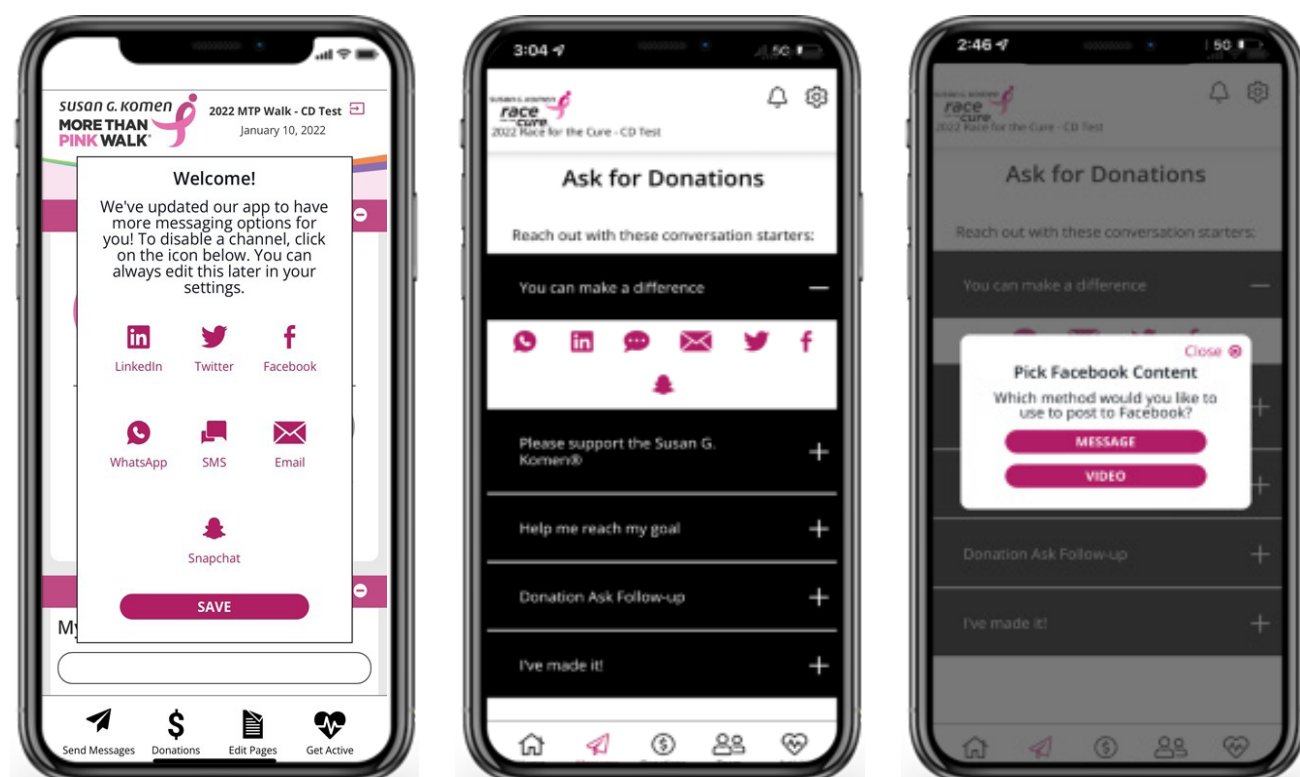 SUSAN G. KOMEN
MORE THAN
PINK WALK
2022 MTP Walk - CD Test
January 10, 2022
Welcome!
We've updated our app to have
more messaging options for
you! To disable a channel, click
on the icon below. You can
always edit this later in your
settings.
LinkedIn
Twitter
Facebook
WhatsApp
SMS
Email
Snapchat
SAVE
Send Messages
Donations
Edit Pages
Get Active
3:04
5G
SUSAN G. KOMEN
race
cure
2022 Race for the Cure - CD Test
Ask for Donations
Reach out with these conversation starters:
You can make a difference
Please support the Susan G.
Komen®
Help me reach my goal
Donation Ask Follow-up
I've made it!
2:46
5G
race
cure
2022 Race for the Cure - CD Test
Ask for Donations
Reach out with these conversation starters:
You can make a difference
Close
Pick Facebook Content
Which method would you like to
use to post to Facebook?
MESSAGE
VIDEO
Donation Ask Follow-up
I've made it!